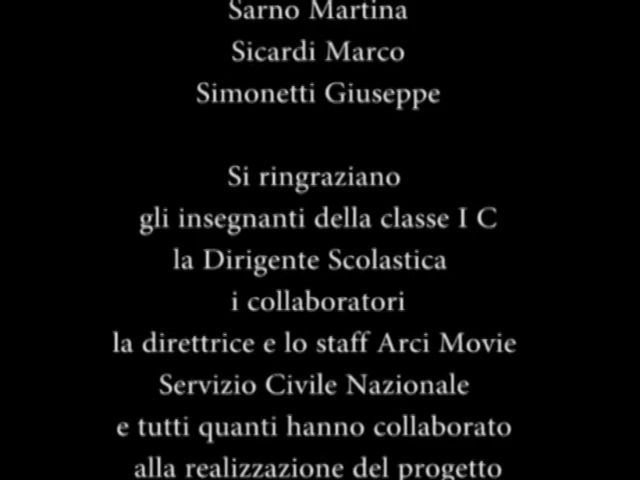 Sarno Martina
Sicardi Marco
Simonetti Giuseppe
Si ringraziano
gli insegnanti della classe I C
la Dirigente Scolastica
i collaboratori
la direttrice e lo staff Arci Movie
Servizio Civile Nazionale
e tutti quanti hanno collaborato
alla realizzazione del progetto